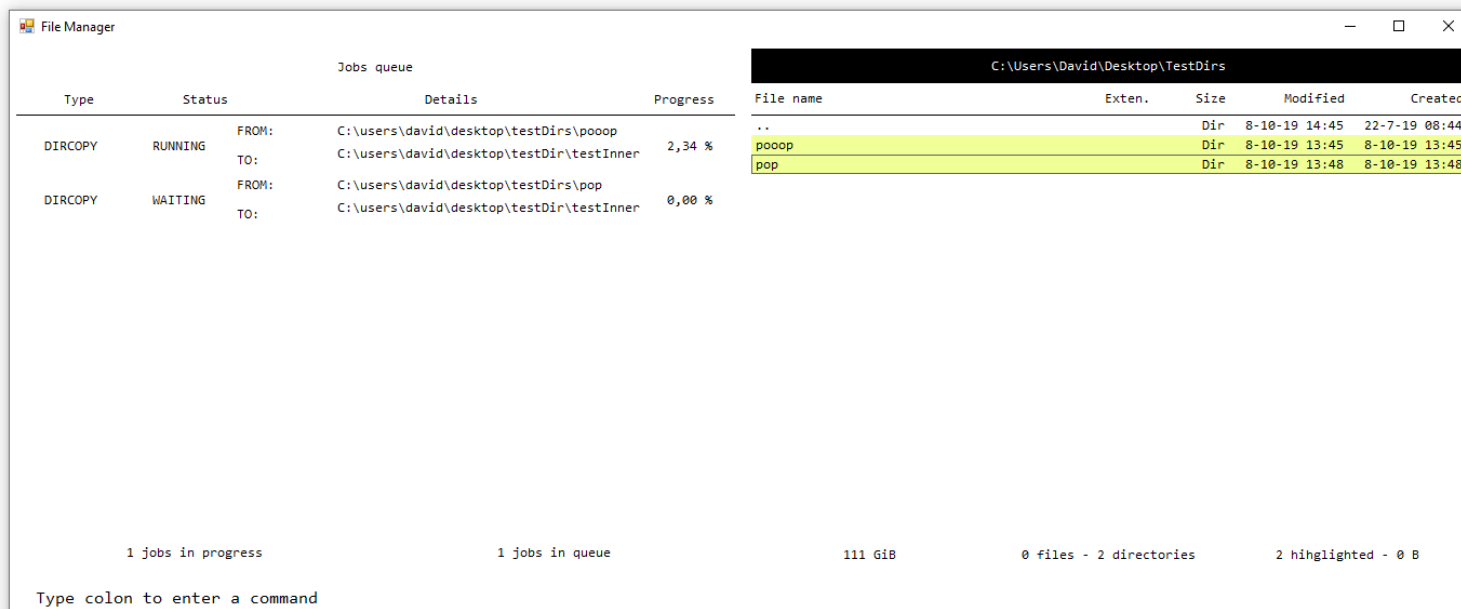 File Manager
Jobs queue
Type Status Details Progress
DIRCOPY RUNNING FROM: C:\users\david\desktop\testDirs\pooop 2,34 %
TO: C:\users\david\desktop\testDir\testInner
DIRCOPY WAITING FROM: C:\users\david\desktop\testDirs\pop 0,00 %
TO: C:\users\david\desktop\testDir\testInner
1 jobs in progress 1 jobs in queue
C:\Users\David\Desktop\TestDirs
File name Exten. Size Modified Created
.. Dir 8-10-19 14:45 22-7-19 08:44
pooop Dir 8-10-19 13:45 8-10-19 13:45
pop Dir 8-10-19 13:48 8-10-19 13:48
111 GiB 0 files - 2 directories 2 hihglighted - 0 B
Type colon to enter a command